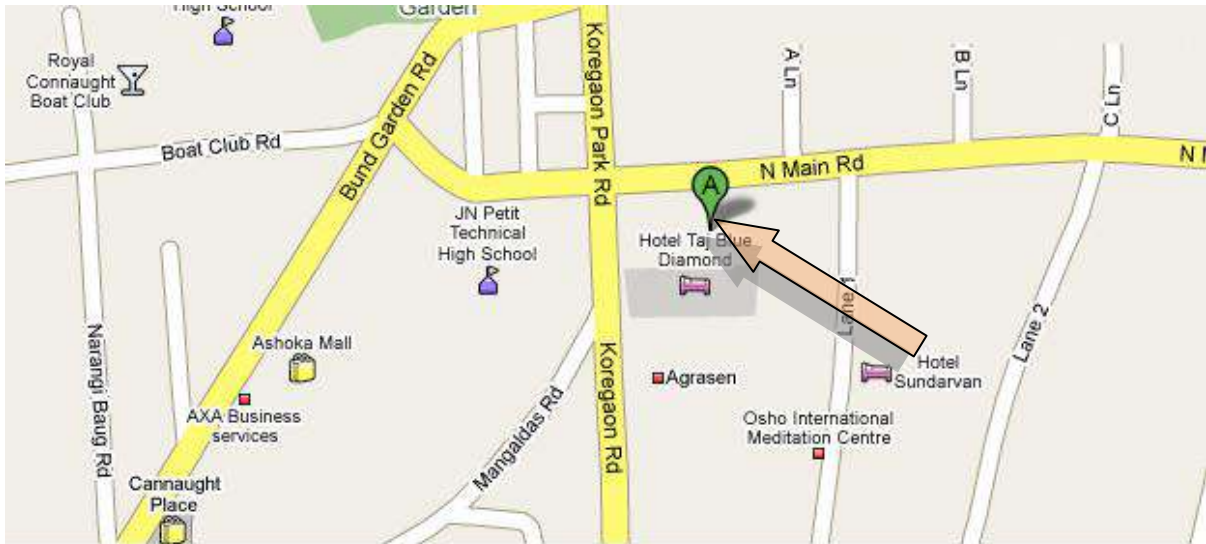 High School
Garden
Royal
Connaught
Boat Club
Boat Club Rd
Bund Garden Rd
Koregaon Park Rd
A Ln
B Ln
C Ln
N Main Rd
A
JN Petit
Technical
High School
Hotel Taj Blue
Diamond
Lane 1
Lane 2
Narangi Baug Rd
Ashoka Mall
AXA Business
services
Koregaon Rd
Mangaldas Rd
Agrasen
Hotel
Sundarvan
Osho International
Meditation Centre
Cannaught
Place